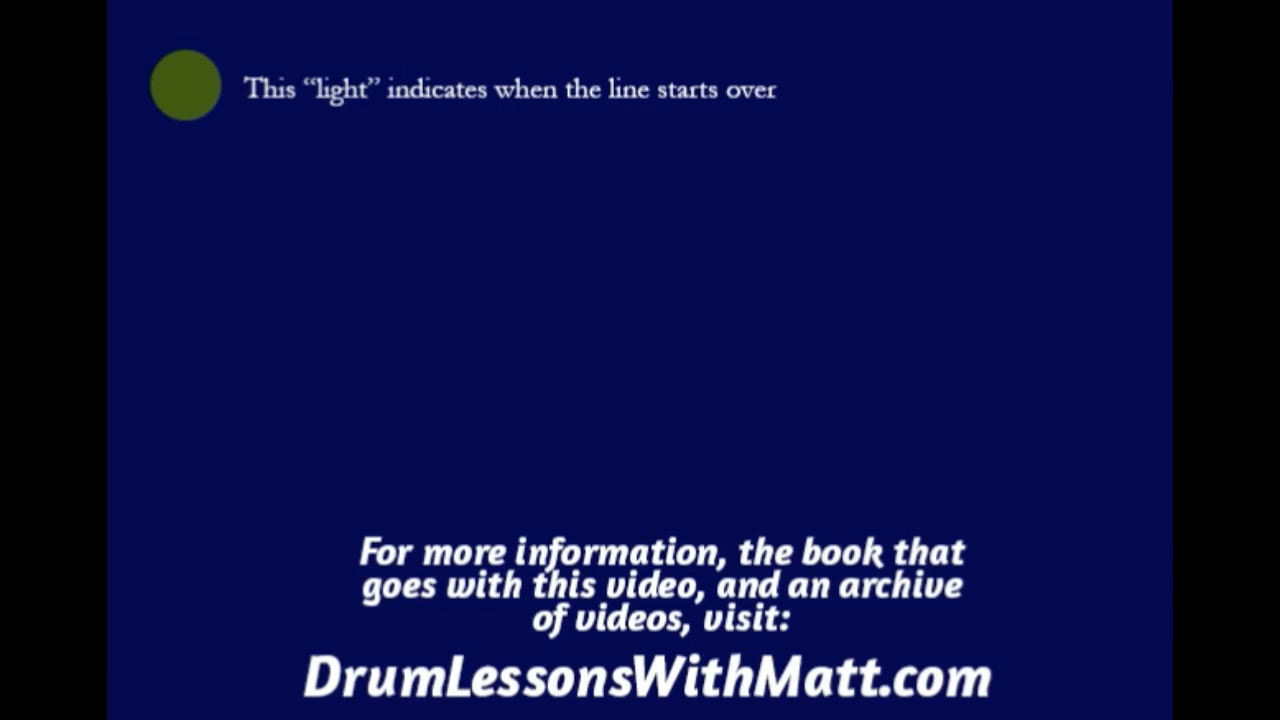 This “light” indicates when the line starts over
For more information, the book that
goes with this video, and an archive
of videos, visit:
DrumLessonsWithMatt.com